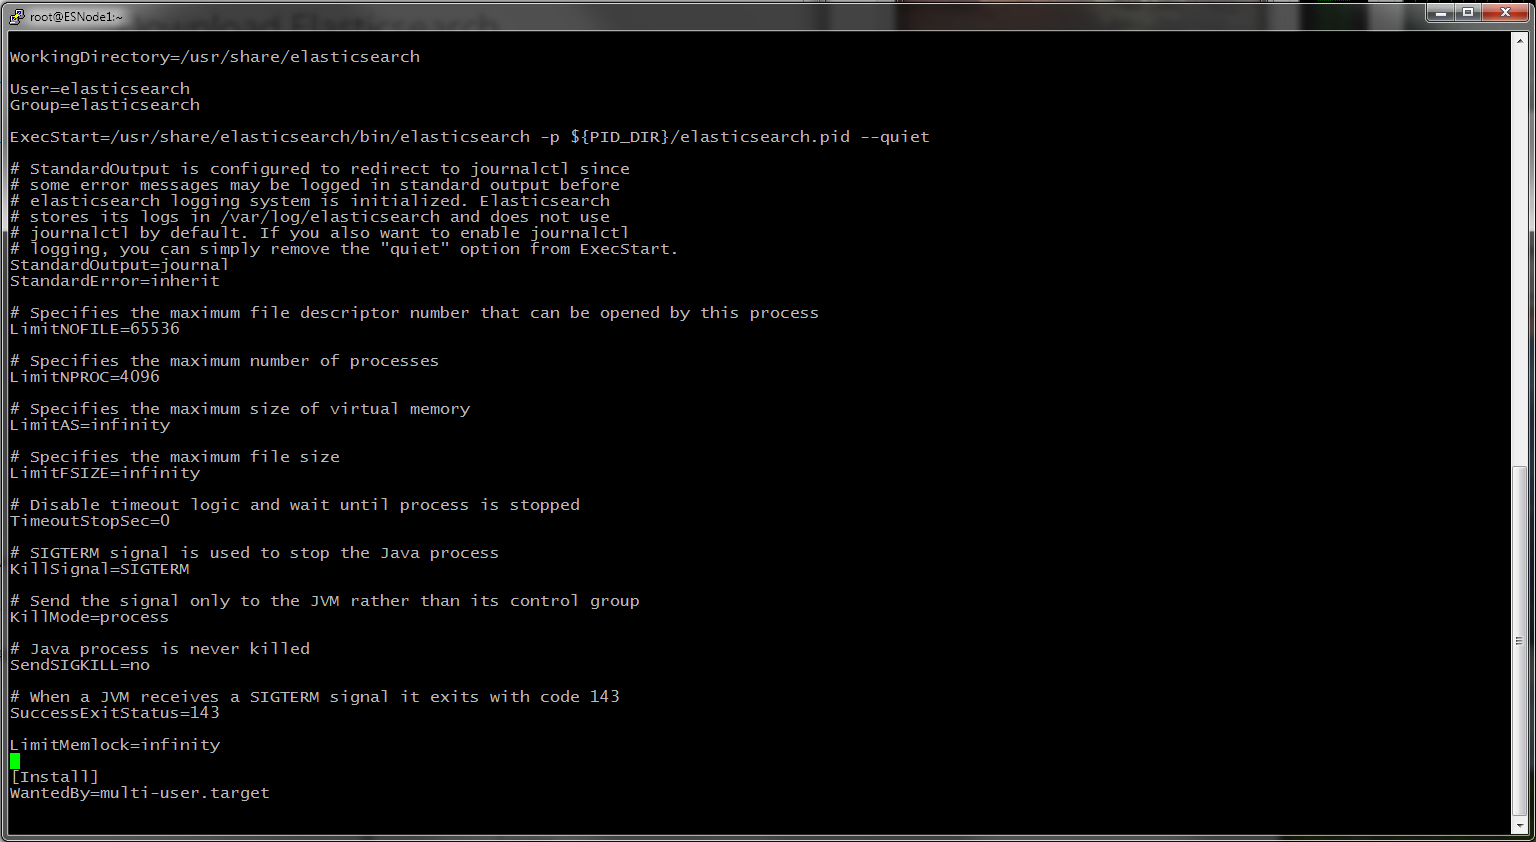 root@ESNode1:~
WorkingDirectory=/usr/share/elasticsearch
User=elasticsearch
Group=elasticsearch
ExecStart=/usr/share/elasticsearch/bin/elasticsearch -p ${PID_DIR}/elasticsearch.pid --quiet
# StandardOutput is configured to redirect to journalctl since
# some error messages may be logged in standard output before
# elasticsearch logging system is initialized. Elasticsearch
# stores its logs in /var/log/elasticsearch and does not use
# journalctl by default. If you also want to enable journalctl
# logging, you can simply remove the "quiet" option from ExecStart.
StandardOutput=journal
StandardError=inherit
# Specifies the maximum file descriptor number that can be opened by this process
LimitNOFILE=65536
# Specifies the maximum number of processes
LimitNPROC=4096
# Specifies the maximum size of virtual memory
LimitAS=infinity
# Specifies the maximum file size
LimitFSIZE=infinity
# Disable timeout logic and wait until process is stopped
TimeoutStopSec=0
# SIGTERM signal is used to stop the Java process
KillSignal=SIGTERM
# Send the signal only to the JVM rather than its control group
KillMode=process
# Java process is never killed
SendSIGKILL=no
# When a JVM receives a SIGTERM signal it exits with code 143
SuccessExitStatus=143
LimitMemlock=infinity
[Install]
WantedBy=multi-user.target